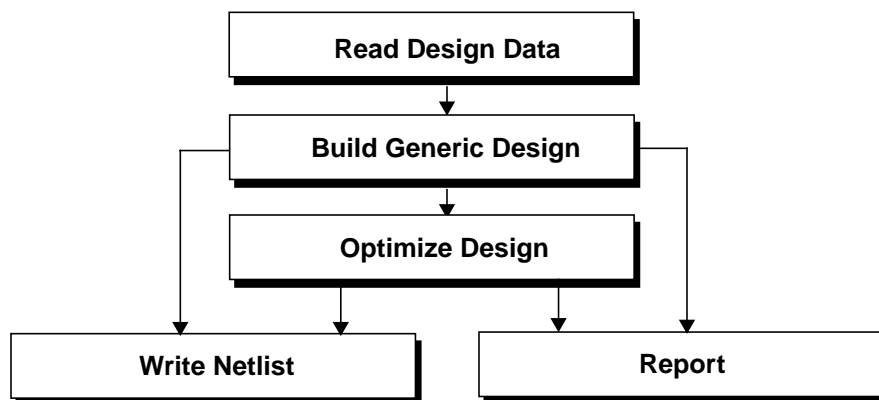 Read Design Data
Build Generic Design
Optimize Design
Write Netlist
Report